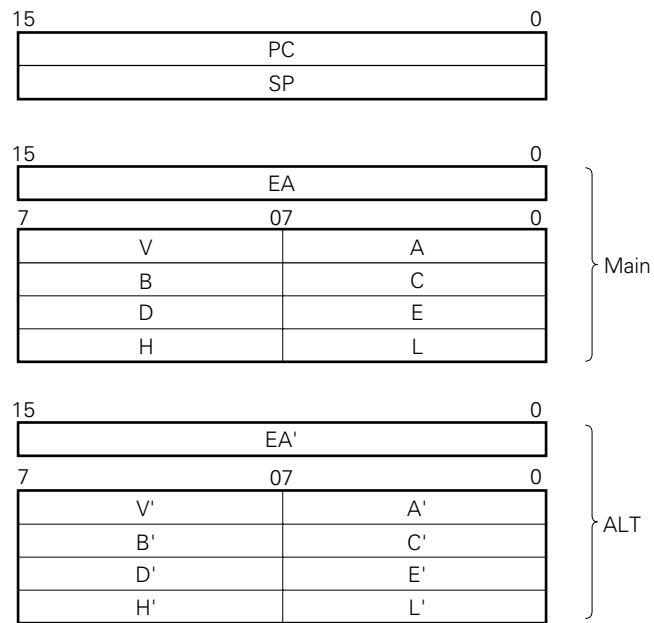 15 0
PC
SP
15 0
EA
7 07 0
V A
B C
D E
H L
Main
15 0
EA'
7 07 0
V' A'
B' C'
D' E'
H' L'
ALT